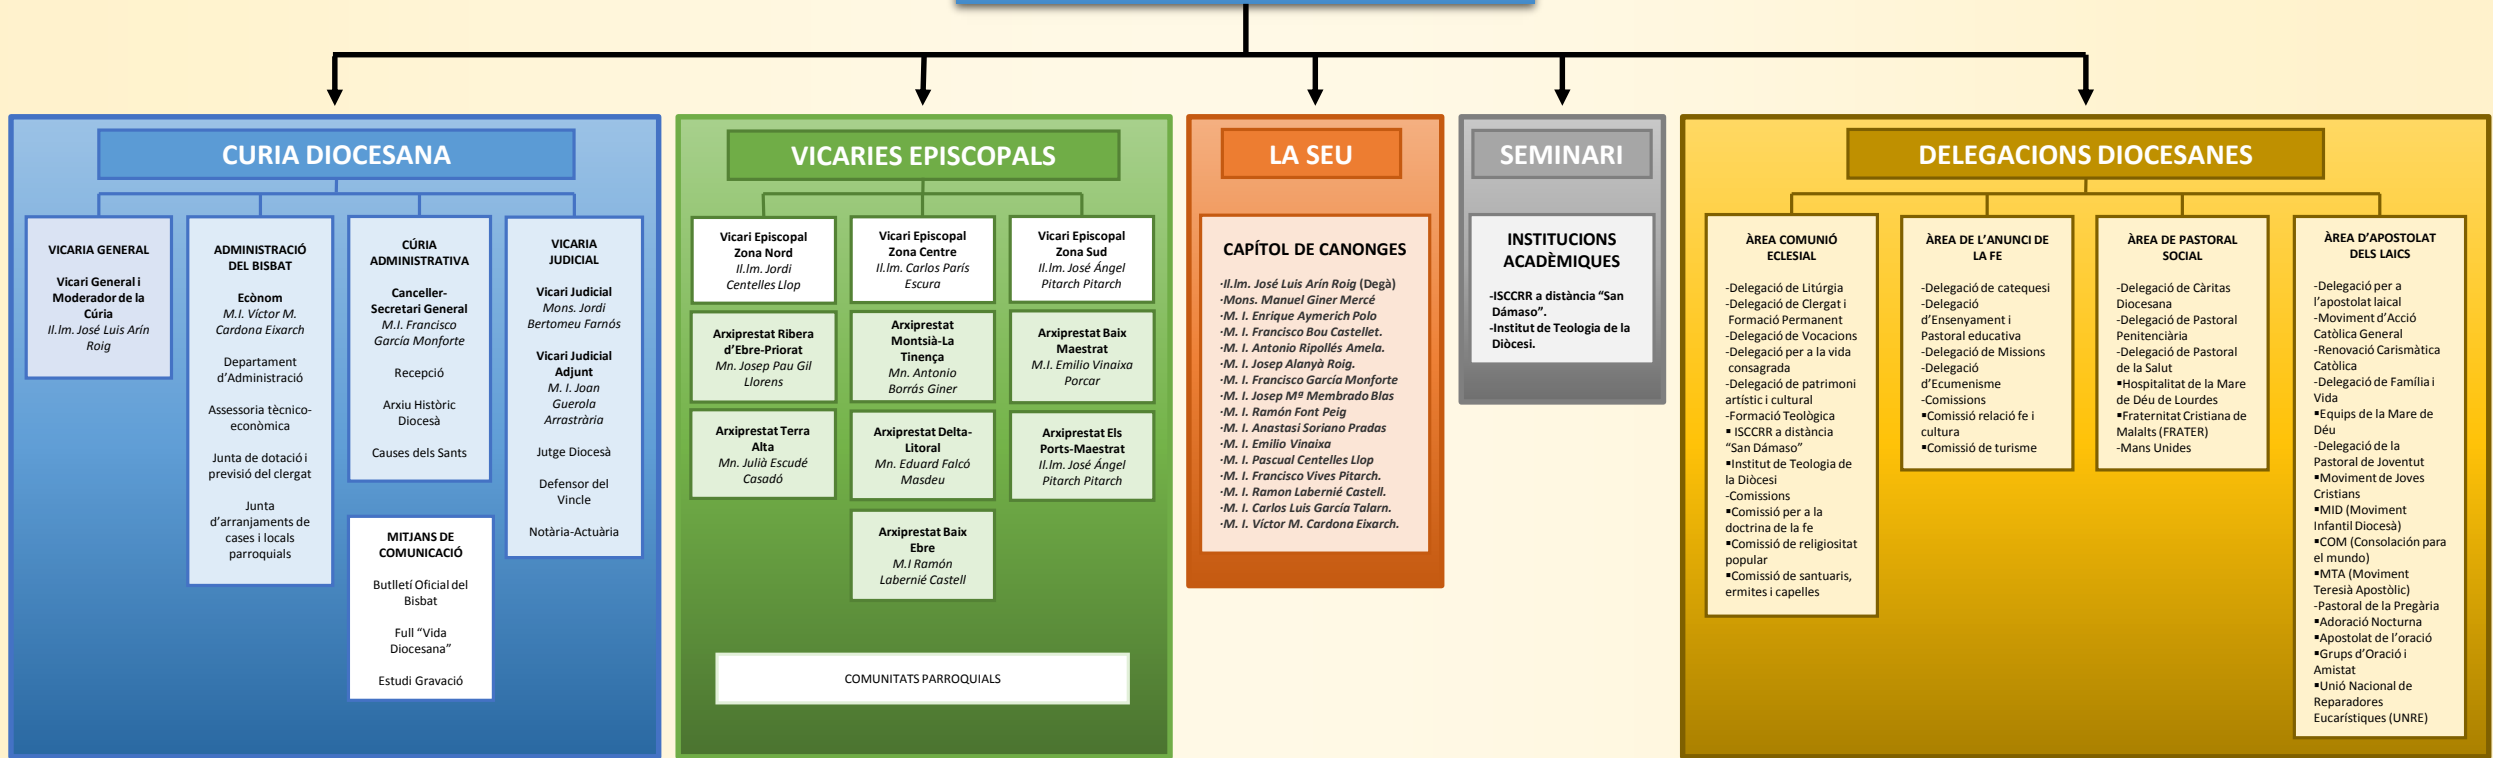 CURIA DIOCESANA
VICARIA GENERAL
Vicari General i
Moderador de la
Cúria
Il.lm. José Luis Arín
Roig
ADMINISTRACIÓ
DEL BISBAT
Ecònom
M.I. Víctor M.
Cardona Eixarch
Departament
d’Administració
Assessoria tècnico-
econòmica
Junta de dotació i
previsió del clergat
Junta
d’arranjaments de
cases i locals
parroquials
CÚRIA
ADMINISTRATIVA
Canceller-
Secretari General
M.I. Francisco
García Monforte
Recepció
Arxiu Històric
Diocesà
Causes dels Sants
MITJANS DE
COMUNICACIÓ
Butlletí Oficial del
Bisbat
Full “Vida
Diocesana”
Estudi Gravació
VICARIA
JUDICIAL
Vicari Judicial
Mons. Jordi
Bertomeu Farnós
Vicari Judicial
Adjunt
M. I. Joan
Guerola
Arrastrària
Jutge Diocesà
Defensor del
Vincle
Notària-Actuària
VICARIES EPISCOPALS
Vicari Episcopal
Zona Nord
Il.lm. Jordi
Centelles Llop
Arxiprestat Ribera
d’Ebre-Priorat
Mn. Josep Pau Gil
Llorens
Arxiprestat Terra
Alta
Mn. Julià Escudé
Casadó
Vicari Episcopal
Zona Centre
Il.lm. Carlos París
Escura
Arxiprestat
Montsià-La
Tinença
Mn. Antonio
Borrás Giner
Arxiprestat Delta-
Litoral
Mn. Eduard Falcó
Masdeu
Arxiprestat Baix
Ebre
M.I Ramón
Labernié Castell
Vicari Episcopal
Zona Sud
Il.lm. José Ángel
Pitarch Pitarch
Arxiprestat Baix
Maestrat
M.I. Emilio Vinaixa
Porcar
Arxiprestat Els
Ports-Maestrat
Il.lm. José Ángel
Pitarch Pitarch
COMUNITATS PARROQUIALS
LA SEU
CAPÍTOL DE CANONGES
·Il.lm. José Luis Arín Roig (Degà)
·Mons. Manuel Giner Mercé
·M. I. Enrique Aymerich Polo
·M. I. Francisco Bou Castellet.
·M. I. Antonio Ripollés Amela.
·M. I. Josep Alanyà Roig.
·M. I. Francisco García Monforte
·M. I. Josep Mª Membrado Blas
·M. I. Ramón Font Peig
·M. I. Anastasi Soriano Pradas
·M. I. Emilio Vinaixa
·M. I. Pascual Centelles Llop
·M. I. Francisco Vives Pitarch.
·M. I. Ramon Labernié Castell.
·M. I. Carlos Luis García Talarn.
·M. I. Víctor M. Cardona Eixarch.
SEMINARI
INSTITUCIONS
ACADÈMIQUES
-ISCCRR a distància “San
Dámaso”.
-Institut de Teologia de la
Diòcesi.
DELEGACIONS DIOCESANES
ÀREA COMUNIÓ
ECLESIAL
-Delegació de Litúrgia
-Delegació de Clergat i
Formació Permanent
-Delegació de Vocacions
-Delegació per a la vida
consagrada
-Delegació de patrimoni
artístic i cultural
-Formació Teològica
▪ ISCCRR a distància
“San Dámaso”
▪Institut de Teologia de
la Diòcesi
-Comissions
▪Comissió per a la
doctrina de la fe
▪Comissió de religiositat
popular
▪Comissió de santuaris,
ermites i capelles
ÀREA DE L’ANUNCI DE
LA FE
-Delegació de catequesi
-Delegació
d’Ensenyament i
Pastoral educativa
-Delegació de Missions
-Delegació
d’Ecumenisme
-Comissions
▪Comissió relació fe i
cultura
▪Comissió de turisme
ÀREA DE PASTORAL
SOCIAL
-Delegació de Càritas
Diocesana
-Delegació de Pastoral
Penitenciària
-Delegació de Pastoral
de la Salut
▪Hospitalitat de la Mare
de Déu de Lourdes
▪Fraternitat Cristiana de
Malalts (FRATER)
-Mans Unides
ÀREA D’APOSTOLAT
DELS LAICS
-Delegació per a
l’apostolat laical
-Moviment d’Acció
Catòlica General
-Renovació Carismàtica
Catòlica
-Delegació de Família i
Vida
▪Equips de la Mare de
Déu
-Delegació de la
Pastoral de Joventut
▪Moviment de Joves
Cristians
▪MID (Moviment
Infantil Diocesà)
▪COM (Consolación para
el mundo)
▪MTA (Moviment
Teresià Apostòlic)
-Pastoral de la Pregària
▪Adoració Nocturna
▪Apostolat de l’oració
▪Grups d’Oració i
Amistat
▪Unió Nacional de
Reparadores
Eucarístiques (UNRE)